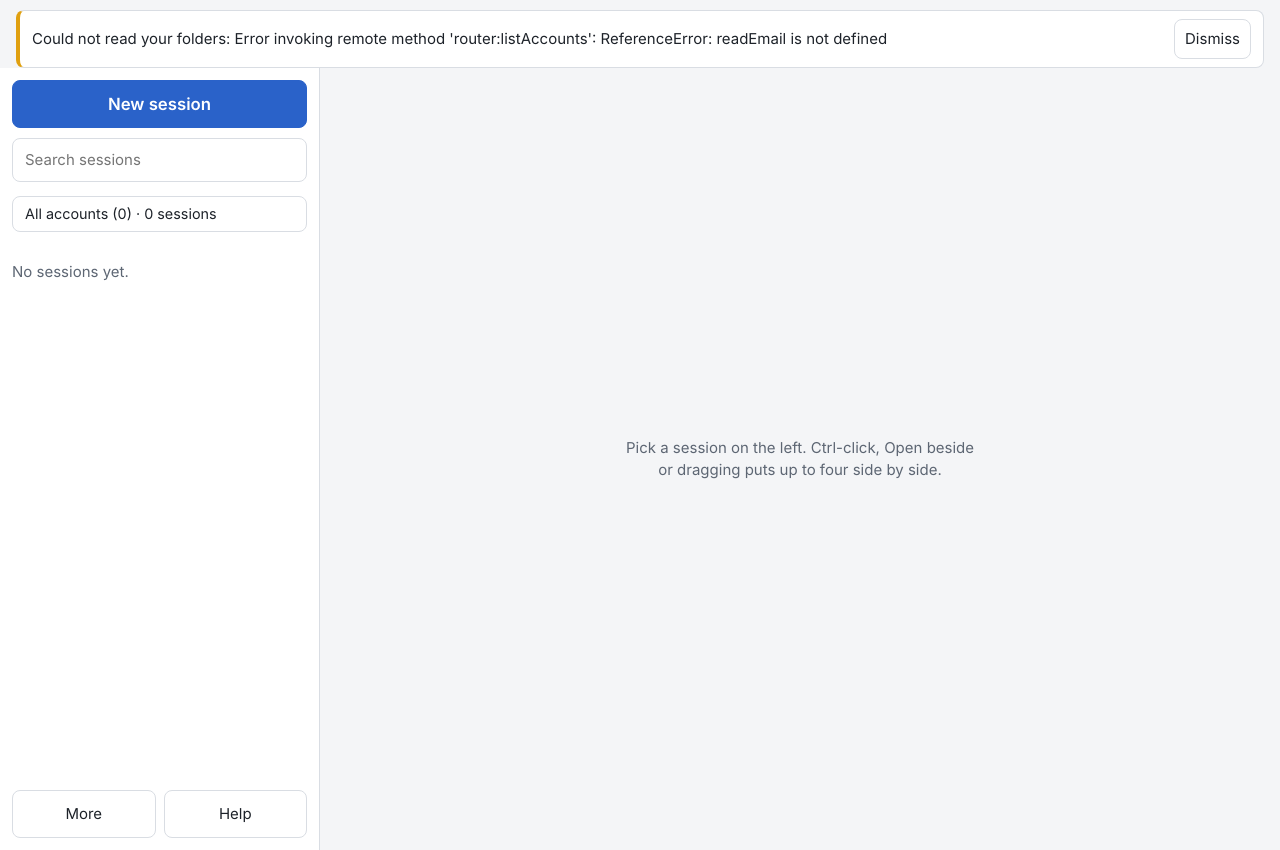 Could not read your folders: Error invoking remote method 'router:listAccounts': ReferenceError: readEmail is not defined
Dismiss
New session
Search sessions
All accounts (0) · 0 sessions
No sessions yet.
Pick a session on the left. Ctrl-click, Open beside
or dragging puts up to four side by side.
More
Help